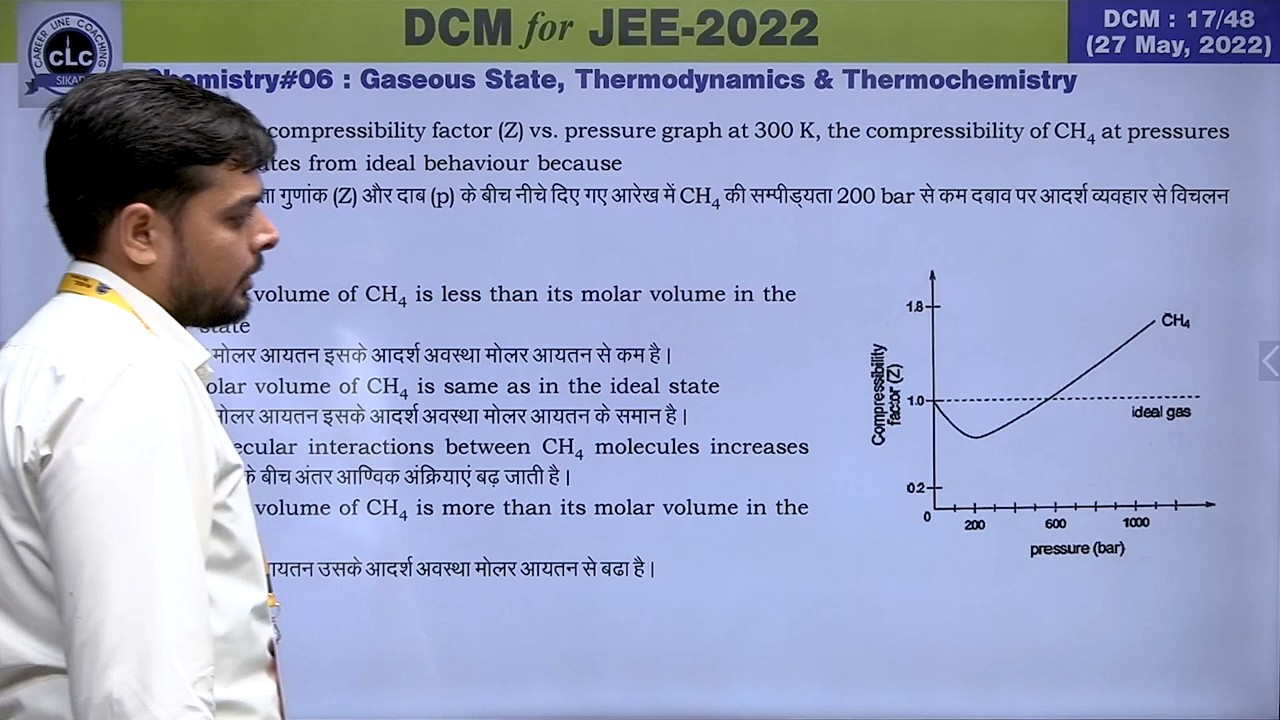 DCM for JEE-2022
DCM : 17/48
(27 May, 2022)
CAREER LINE COACHING
CLC
SIKAR
Chemistry#06 : Gaseous State, Thermodynamics & Thermochemistry
compressibility factor (Z) vs. pressure graph at 300 K, the compressibility of CH₄ at pressures
ates from ideal behaviour because
ता गुणांक (Z) और दाब (p) के बीच नीचे दिए गए आरेख में CH₄ की सम्पीड्यता 200 bar से कम दबाव पर आदर्श व्यवहार से विचलन
volume of CH₄ is less than its molar volume in the
state
मोलर आयतन इसके आदर्श अवस्था मोलर आयतन से कम है।
olar volume of CH₄ is same as in the ideal state
मोलर आयतन इसके आदर्श अवस्था मोलर आयतन के समान है।
ecular interactions between CH₄ molecules increases
के बीच अंतर आण्विक अंक्रियाएं बढ़ जाती है।
volume of CH₄ is more than its molar volume in the
आयतन उसके आदर्श अवस्था मोलर आयतन से बढा है।
Compressibility
factor (Z)
1.8
CH₄
1.0
ideal gas
0.2
0
200
600
1000
pressure (bar)